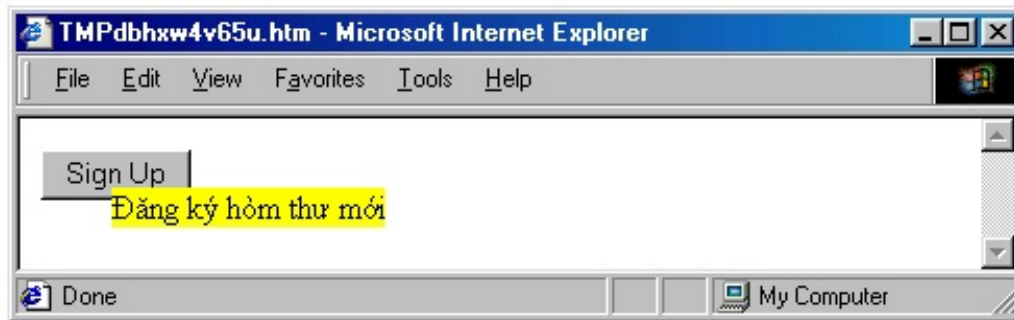 TMPdbhxw4v65u.htm - Microsoft Internet Explorer
File Edit View Favorites Tools Help
Sign Up
Đăng ký hòm thư mới
Done My Computer